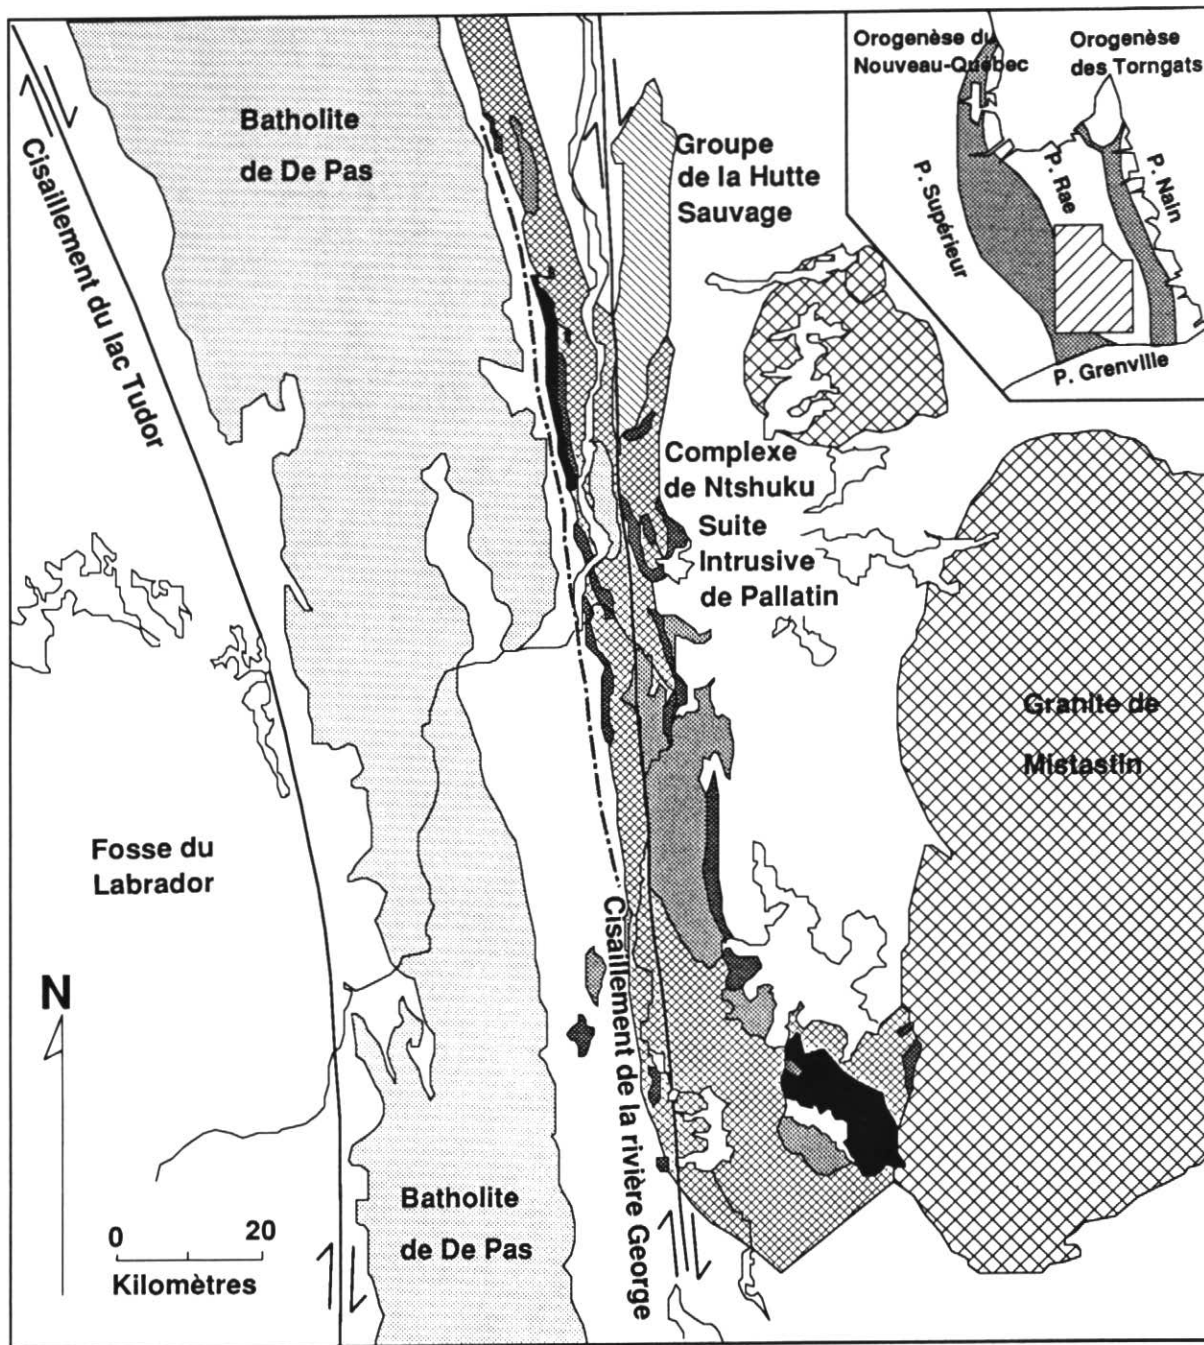 Orogenèse du
Nouveau-Québec
Orogenèse
des Torngats
P. Supérieur
P. Rae
P. Nain
P. Grenville
Batholite
de De Pas
Groupe
de la Hutte
Sauvage
Cisaillement du lac Tudor
Complexe
de Ntshuku
Suite
Intrusive
de Pallatin
Granite de
Mistastin
Fosse du
Labrador
Cisaillement de la rivière George
N
Batholite
de De Pas
0 20
Kilomètres